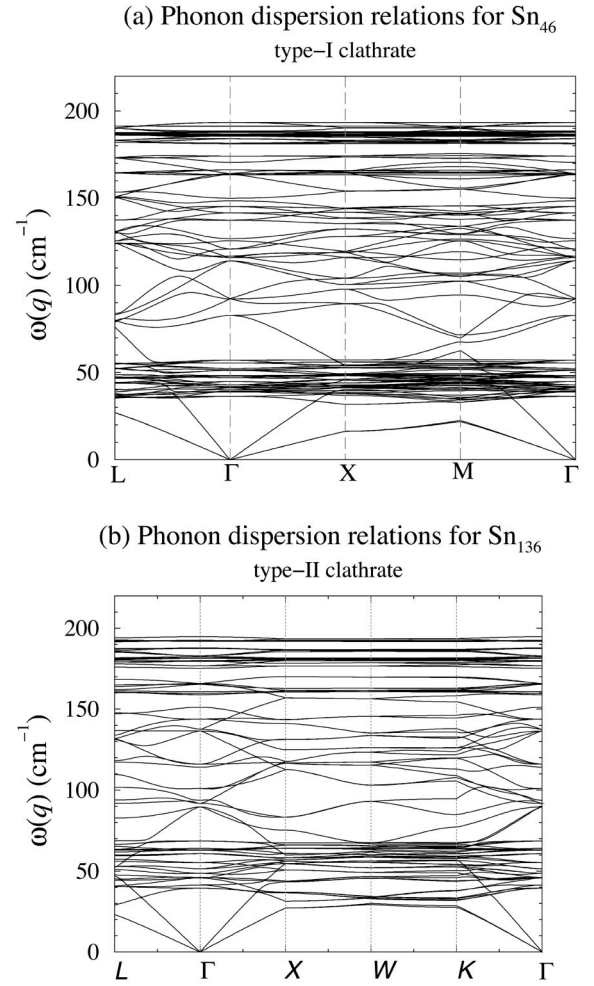 (a) Phonon dispersion relations for Sn₄₆
type−I clathrate
200
150
100
50
0
ω(q) (cm⁻¹)
L Γ X M Γ
(b) Phonon dispersion relations for Sn₁₃₆
type−II clathrate
200
150
100
50
0
ω(q) (cm⁻¹)
L Γ X W K Γ